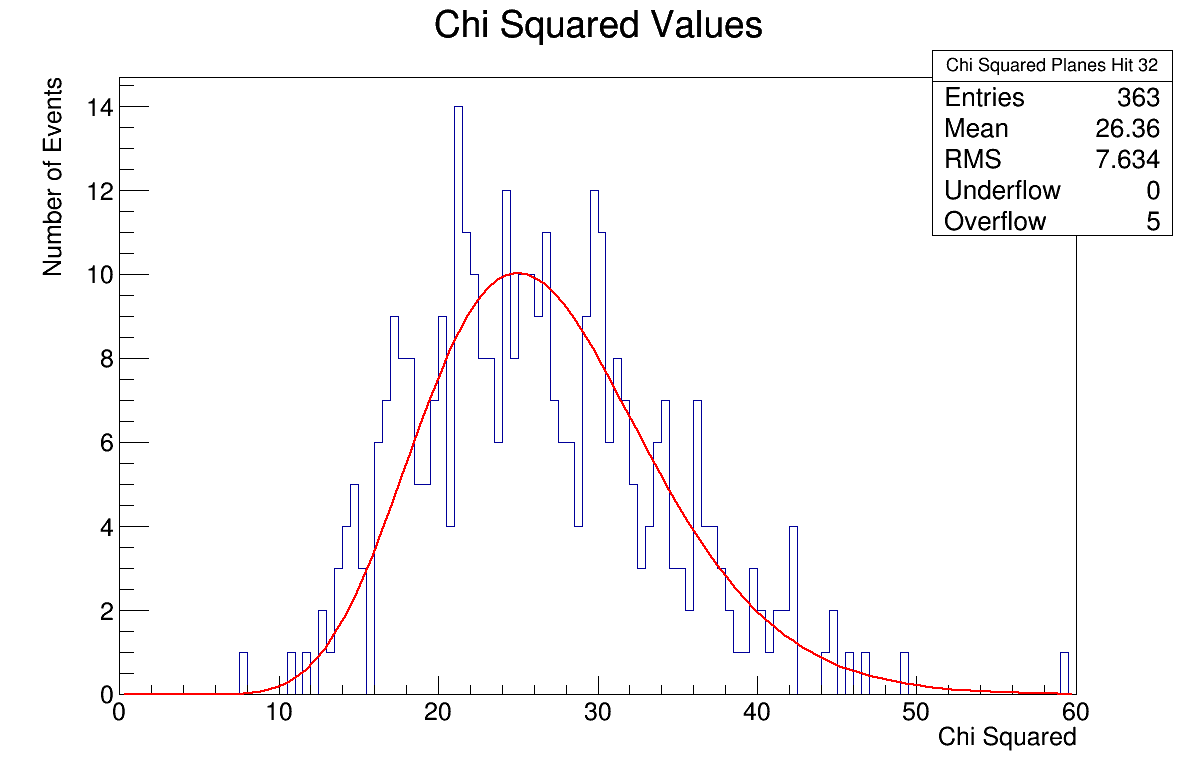 Chi Squared Values
Chi Squared Planes Hit 32
Entries 363
Mean 26.36
RMS 7.634
Underflow 0
Overflow 5
Number of Events
14
12
10
8
6
4
2
0
0 10 20 30 40 50 60
Chi Squared